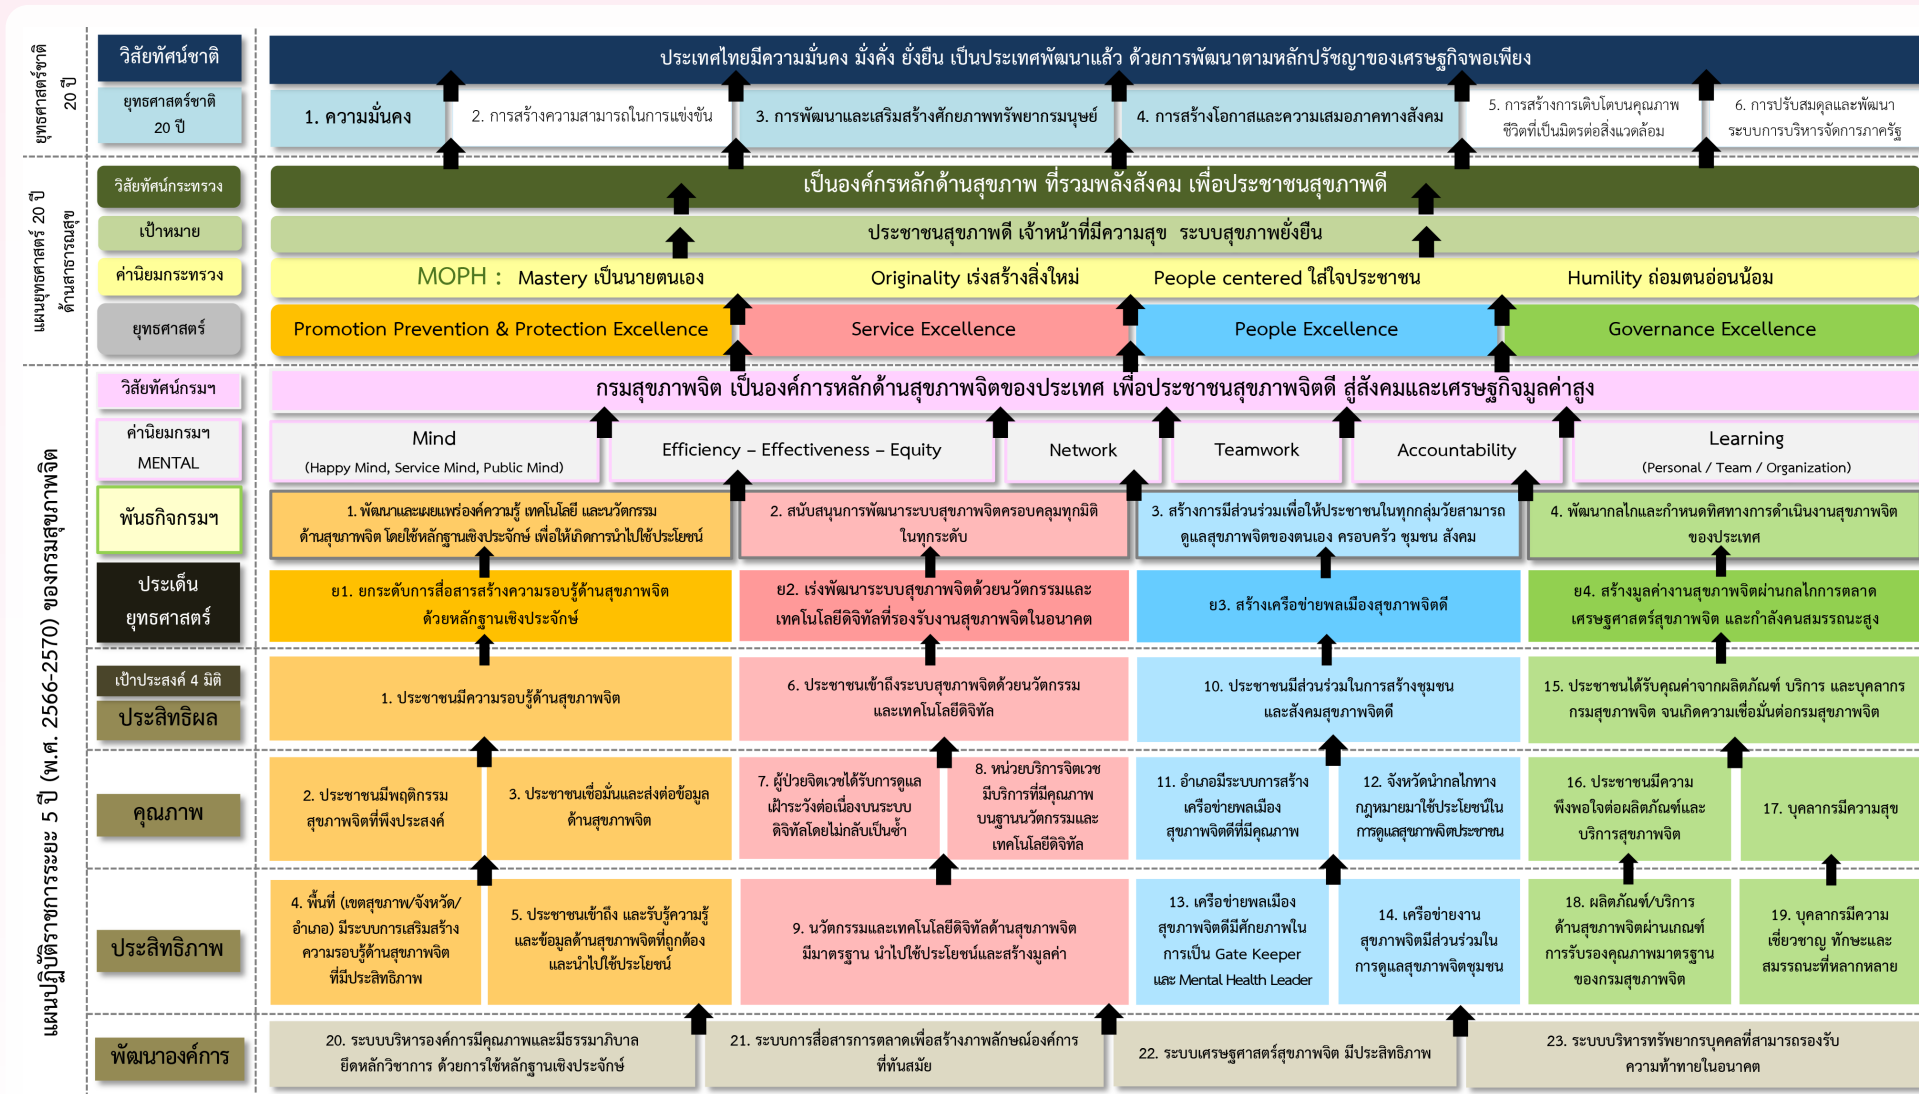 ยุทธศาสตร์ชาติ
20 ปี
วิสัยทัศน์ชาติ
ประเทศไทยมีความมั่นคง มั่งคั่ง ยั่งยืน เป็นประเทศพัฒนาแล้ว ด้วยการพัฒนาตามหลักปรัชญาของเศรษฐกิจพอเพียง
ยุทธศาสตร์ชาติ
20 ปี
1. ความมั่นคง
2. การสร้างความสามารถในการแข่งขัน
3. การพัฒนาและเสริมสร้างศักยภาพทรัพยากรมนุษย์
4. การสร้างโอกาสและความเสมอภาคทางสังคม
5. การสร้างการเติบโตบนคุณภาพ
ชีวิตที่เป็นมิตรต่อสิ่งแวดล้อม
6. การปรับสมดุลและพัฒนา
ระบบการบริหารจัดการภาครัฐ
แผนยุทธศาสตร์ 20 ปี
ด้านสาธารณสุข
วิสัยทัศน์กระทรวง
เป็นองค์กรหลักด้านสุขภาพ ที่รวมพลังสังคม เพื่อประชาชนสุขภาพดี
เป้าหมาย
ประชาชนสุขภาพดี เจ้าหน้าที่มีความสุข ระบบสุขภาพยั่งยืน
ค่านิยมกระทรวง
MOPH : Mastery เป็นนายตนเอง
Originality เร่งสร้างสิ่งใหม่
People centered ใส่ใจประชาชน
Humility ถ่อมตนอ่อนน้อม
ยุทธศาสตร์
Promotion Prevention & Protection Excellence
Service Excellence
People Excellence
Governance Excellence
แผนปฏิบัติราชการระยะ 5 ปี (พ.ศ. 2566-2570) ของกรมสุขภาพจิต
วิสัยทัศน์กรมฯ
กรมสุขภาพจิต เป็นองค์การหลักด้านสุขภาพจิตของประเทศ เพื่อประชาชนสุขภาพจิตดี สู่สังคมและเศรษฐกิจมูลค่าสูง
ค่านิยมกรมฯ
MENTAL
Mind
(Happy Mind, Service Mind, Public Mind)
Efficiency – Effectiveness – Equity
Network
Teamwork
Accountability
Learning
(Personal / Team / Organization)
พันธกิจกรมฯ
1. พัฒนาและเผยแพร่องค์ความรู้ เทคโนโลยี และนวัตกรรม
ด้านสุขภาพจิต โดยใช้หลักฐานเชิงประจักษ์ เพื่อให้เกิดการนำไปใช้ประโยชน์
2. สนับสนุนการพัฒนาระบบสุขภาพจิตครอบคลุมทุกมิติ
ในทุกระดับ
3. สร้างการมีส่วนร่วมเพื่อให้ประชาชนในทุกกลุ่มวัยสามารถ
ดูแลสุขภาพจิตของตนเอง ครอบครัว ชุมชน สังคม
4. พัฒนากลไกและกำหนดทิศทางการดำเนินงานสุขภาพจิต
ของประเทศ
ประเด็น
ยุทธศาสตร์
ย1. ยกระดับการสื่อสารสร้างความรอบรู้ด้านสุขภาพจิต
ด้วยหลักฐานเชิงประจักษ์
ย2. เร่งพัฒนาระบบสุขภาพจิตด้วยนวัตกรรมและ
เทคโนโลยีดิจิทัลที่รองรับงานสุขภาพจิตในอนาคต
ย3. สร้างเครือข่ายพลเมืองสุขภาพจิตดี
ย4. สร้างมูลค่างานสุขภาพจิตผ่านกลไกการตลาด
เศรษฐศาสตร์สุขภาพจิต และกำลังคนสมรรถนะสูง
เป้าประสงค์ 4 มิติ
ประสิทธิผล
1. ประชาชนมีความรอบรู้ด้านสุขภาพจิต
6. ประชาชนเข้าถึงระบบสุขภาพจิตด้วยนวัตกรรม
และเทคโนโลยีดิจิทัล
10. ประชาชนมีส่วนร่วมในการสร้างชุมชน
และสังคมสุขภาพจิตดี
15. ประชาชนได้รับคุณค่าจากผลิตภัณฑ์ บริการ และบุคลากร
กรมสุขภาพจิต จนเกิดความเชื่อมั่นต่อกรมสุขภาพจิต
คุณภาพ
2. ประชาชนมีพฤติกรรม
สุขภาพจิตที่พึงประสงค์
3. ประชาชนเชื่อมั่นและส่งต่อข้อมูล
ด้านสุขภาพจิต
7. ผู้ป่วยจิตเวชได้รับการดูแล
เฝ้าระวังต่อเนื่องบนระบบ
ดิจิทัลโดยไม่กลับเป็นซ้ำ
8. หน่วยบริการจิตเวช
มีบริการที่มีคุณภาพ
บนฐานนวัตกรรมและ
เทคโนโลยีดิจิทัล
11. อำเภอมีระบบการสร้าง
เครือข่ายพลเมือง
สุขภาพจิตดีที่มีคุณภาพ
12. จังหวัดนำกลไกทาง
กฎหมายมาใช้ประโยชน์ใน
การดูแลสุขภาพจิตประชาชน
16. ประชาชนมีความ
พึงพอใจต่อผลิตภัณฑ์และ
บริการสุขภาพจิต
17. บุคลากรมีความสุข
ประสิทธิภาพ
4. พื้นที่ (เขตสุขภาพ/จังหวัด/
อำเภอ) มีระบบการเสริมสร้าง
ความรอบรู้ด้านสุขภาพจิต
ที่มีประสิทธิภาพ
5. ประชาชนเข้าถึง และรับรู้ความรู้
และข้อมูลด้านสุขภาพจิตที่ถูกต้อง
และนำไปใช้ประโยชน์
9. นวัตกรรมและเทคโนโลยีดิจิทัลด้านสุขภาพจิต
มีมาตรฐาน นำไปใช้ประโยชน์และสร้างมูลค่า
13. เครือข่ายพลเมือง
สุขภาพจิตดีมีศักยภาพใน
การเป็น Gate Keeper
และ Mental Health Leader
14. เครือข่ายงาน
สุขภาพจิตมีส่วนร่วมใน
การดูแลสุขภาพจิตชุมชน
18. ผลิตภัณฑ์/บริการ
ด้านสุขภาพจิตผ่านเกณฑ์
การรับรองคุณภาพมาตรฐาน
ของกรมสุขภาพจิต
19. บุคลากรมีความ
เชี่ยวชาญ ทักษะและ
สมรรถนะที่หลากหลาย
พัฒนาองค์การ
20. ระบบบริหารองค์การมีคุณภาพและมีธรรมาภิบาล
ยึดหลักวิชาการ ด้วยการใช้หลักฐานเชิงประจักษ์
21. ระบบการสื่อสารการตลาดเพื่อสร้างภาพลักษณ์องค์การ
ที่ทันสมัย
22. ระบบเศรษฐศาสตร์สุขภาพจิต มีประสิทธิภาพ
23. ระบบบริหารทรัพยากรบุคคลที่สามารถรองรับ
ความท้าทายในอนาคต